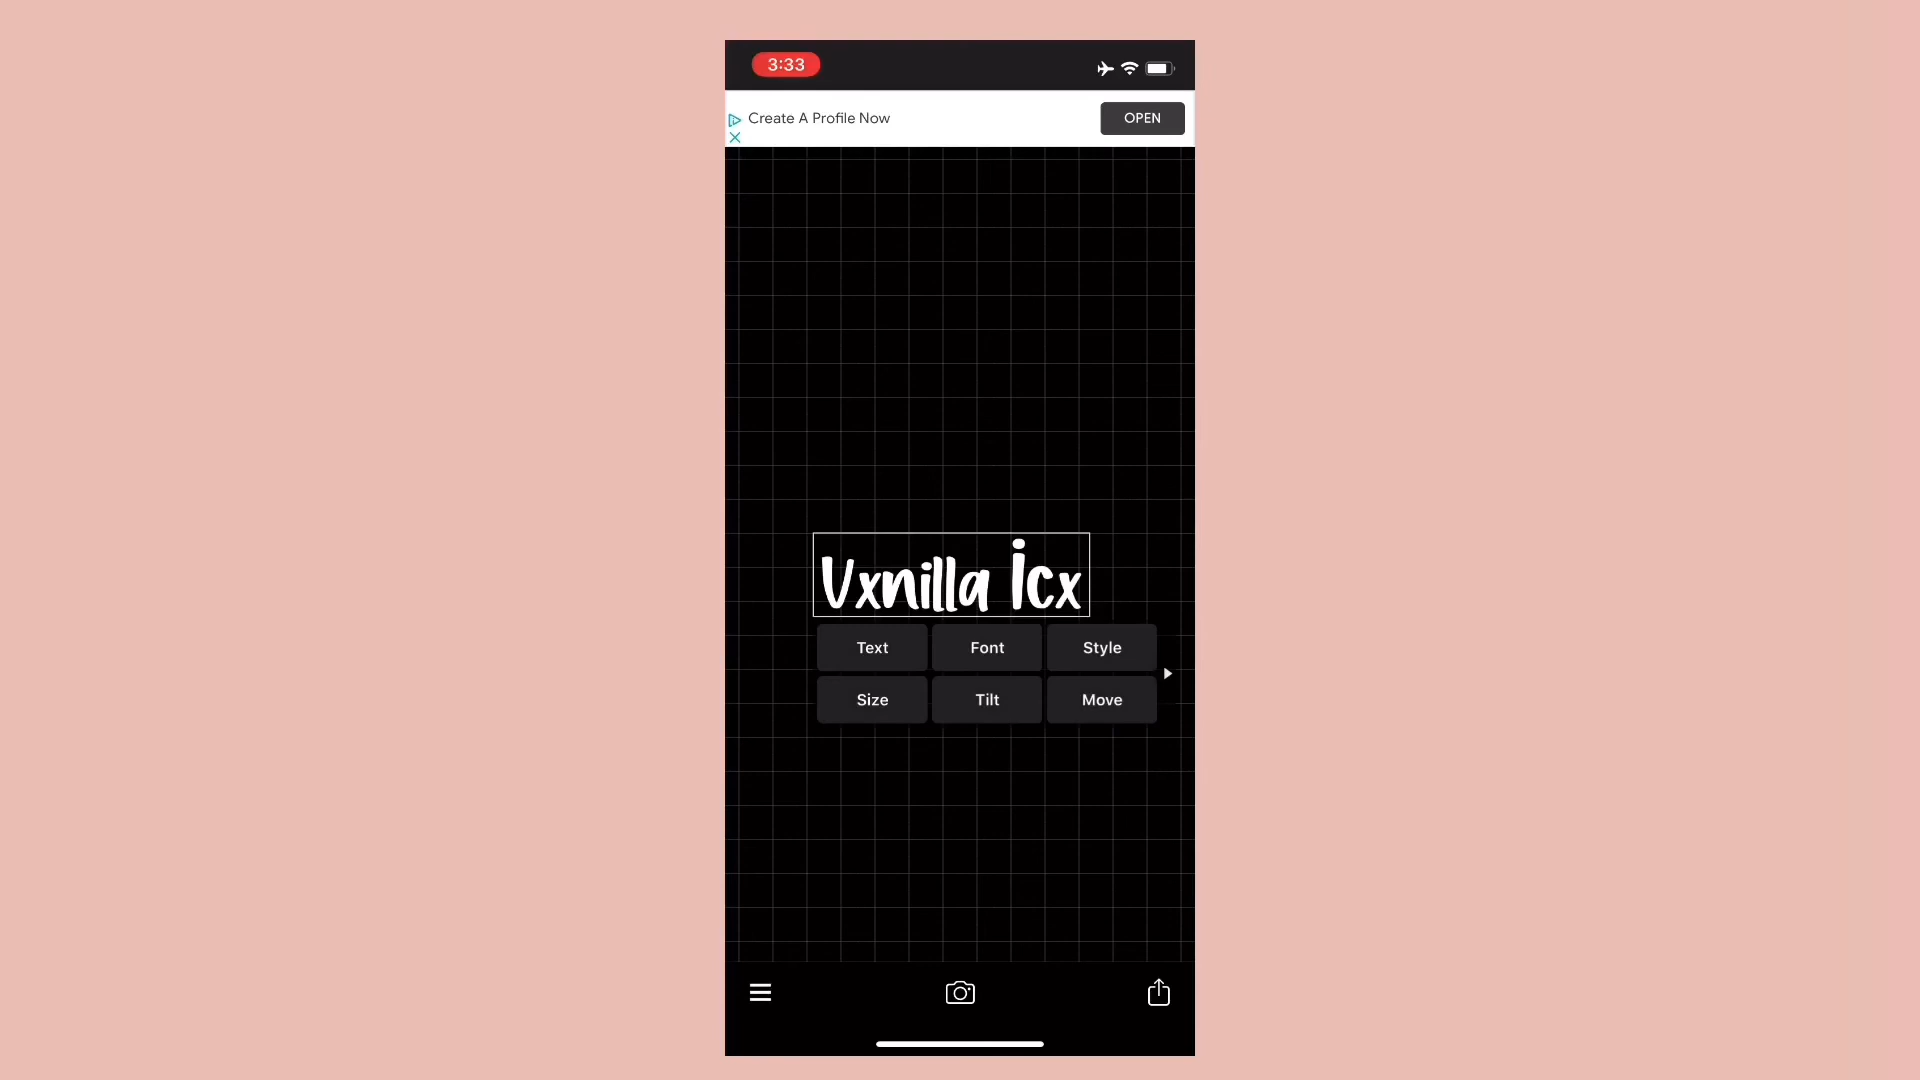 3:33
Create A Profile Now
OPEN
Vxnilla Icx
Text Font Style
Size Tilt Move